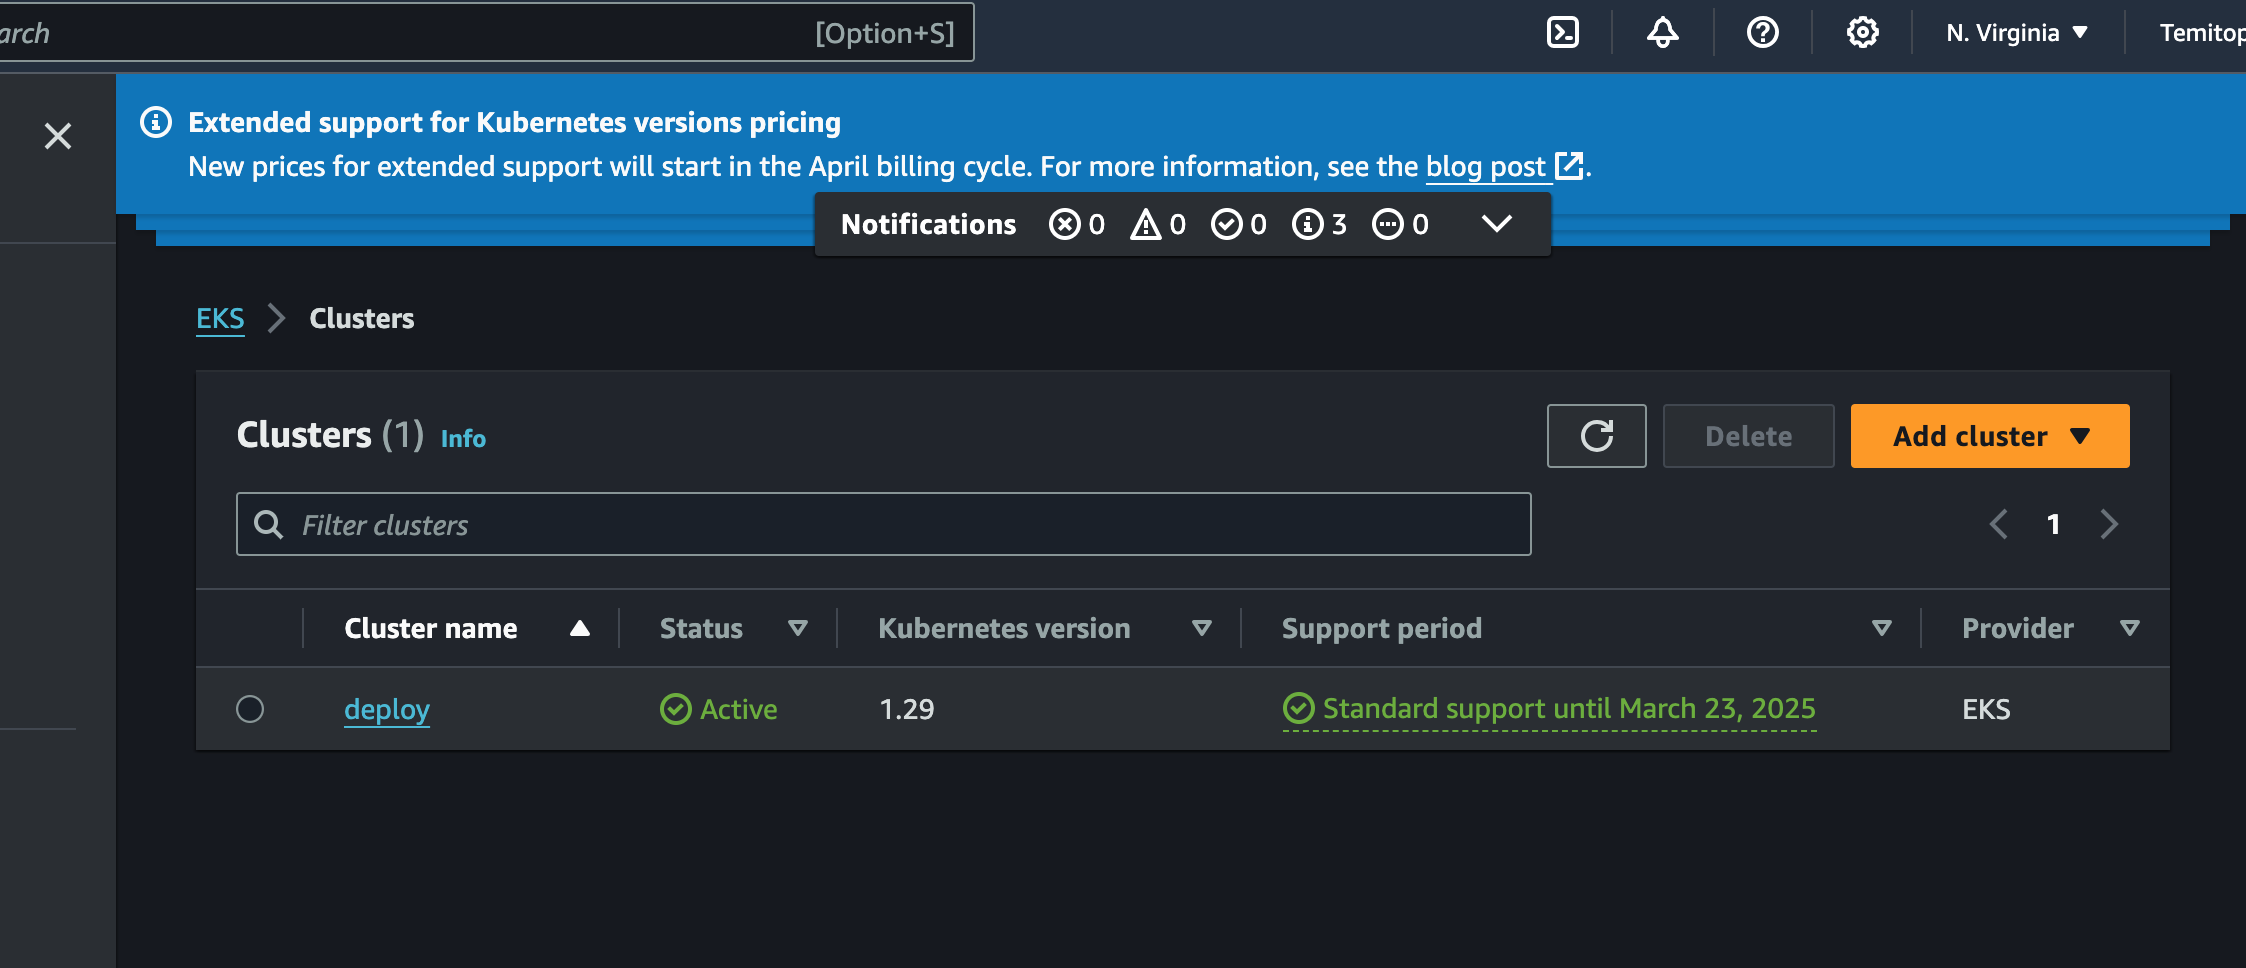 [Option+S]
N. Virginia
Extended support for Kubernetes versions pricing
New prices for extended support will start in the April billing cycle. For more information, see the blog post.
Notifications 0 0 0 3 0
EKS Clusters
Clusters (1) Info
Delete
Add cluster
Filter clusters
1
Cluster name Status Kubernetes version Support period Provider
deploy Active 1.29 Standard support until March 23, 2025 EKS